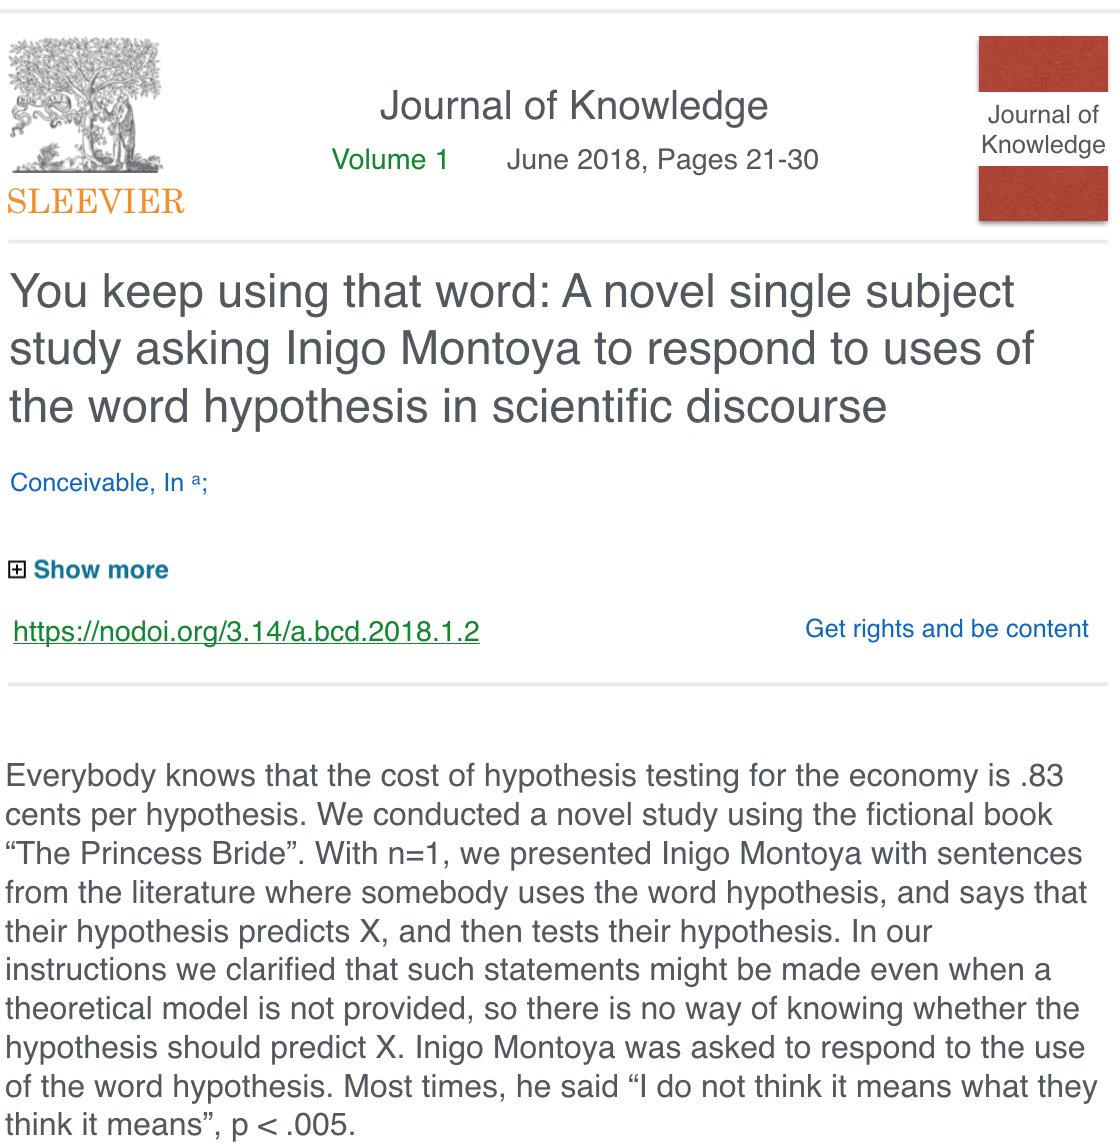 Journal of Knowledge
Volume 1 June 2018, Pages 21-30
SLEEVIER
Journal of
Knowledge
You keep using that word: A novel single subject
study asking Inigo Montoya to respond to uses of
the word hypothesis in scientific discourse
Conceivable, In ᵃ;
Show more
https://nodoi.org/3.14/a.bcd.2018.1.2
Get rights and be content
Everybody knows that the cost of hypothesis testing for the economy is .83
cents per hypothesis. We conducted a novel study using the fictional book
“The Princess Bride”. With n=1, we presented Inigo Montoya with sentences
from the literature where somebody uses the word hypothesis, and says that
their hypothesis predicts X, and then tests their hypothesis. In our
instructions we clarified that such statements might be made even when a
theoretical model is not provided, so there is no way of knowing whether the
hypothesis should predict X. Inigo Montoya was asked to respond to the use
of the word hypothesis. Most times, he said “I do not think it means what they
think it means”, p < .005.